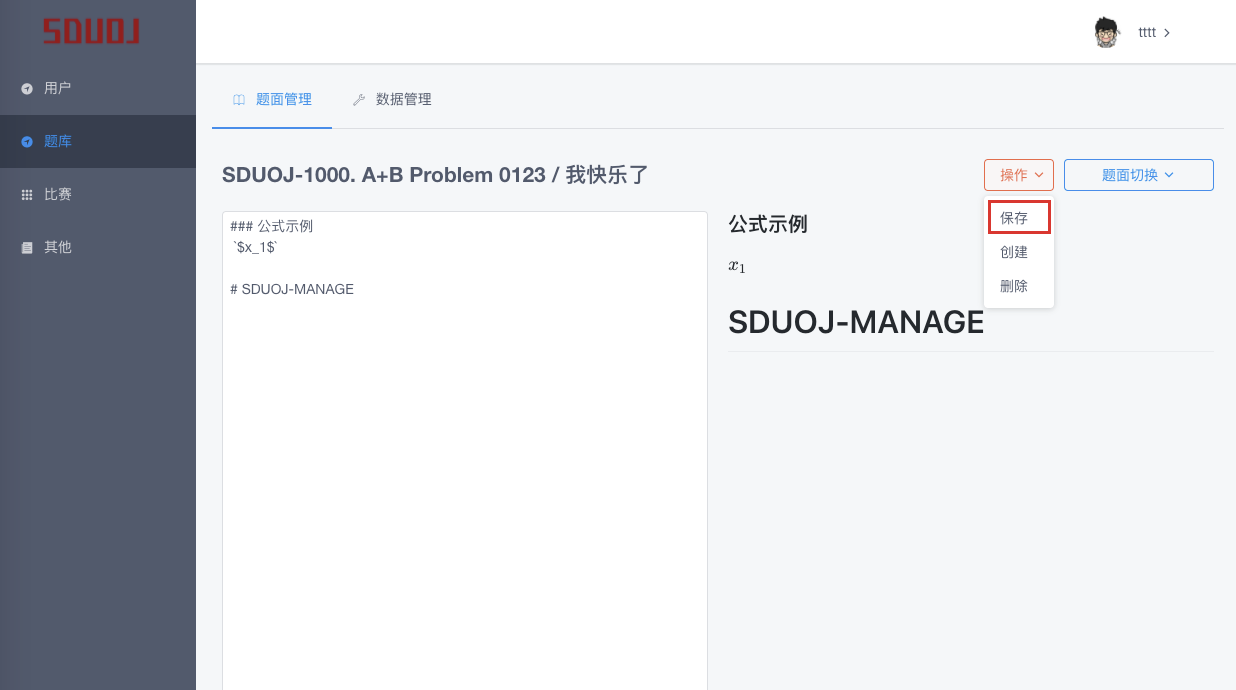 SDUOJ
tttt
用户
题库
比赛
其他
题面管理
数据管理
SDUOJ-1000. A+B Problem 0123 / 我快乐了
操作
题面切换
保存
创建
删除
### 公式示例
`$x_1$`
# SDUOJ-MANAGE
公式示例
x₁
SDUOJ-MANAGE